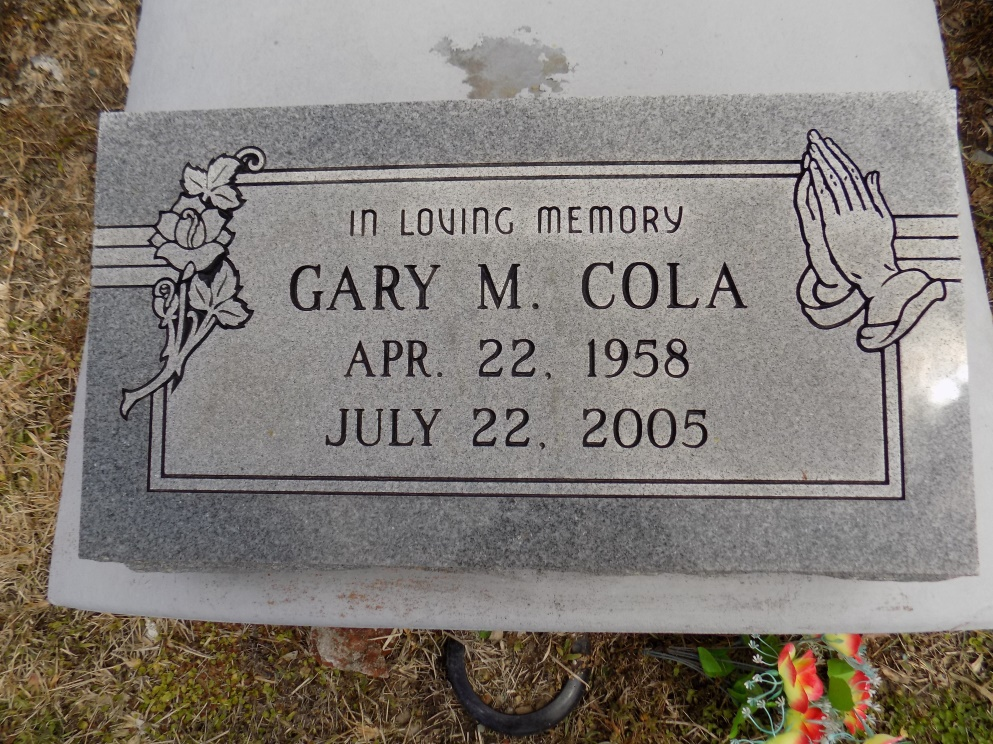 IN LOVING MEMORY
GARY M. COLA
APR. 22, 1958
JULY 22, 2005